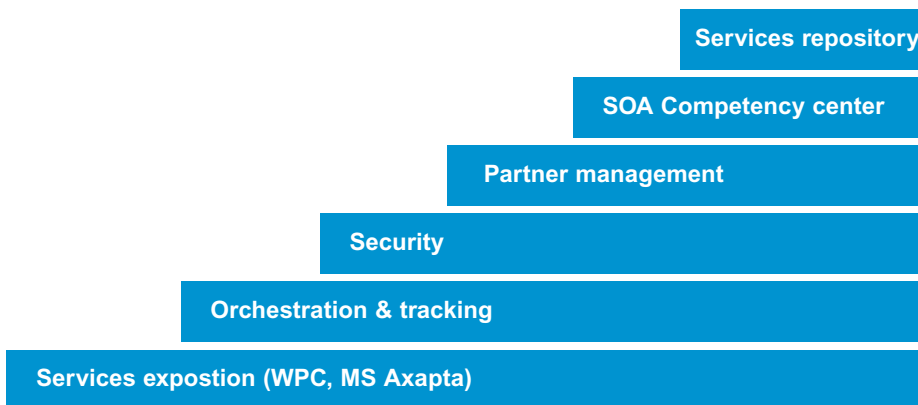 Services repository
SOA Competency center
Partner management
Security
Orchestration & tracking
Services expostion (WPC, MS Axapta)